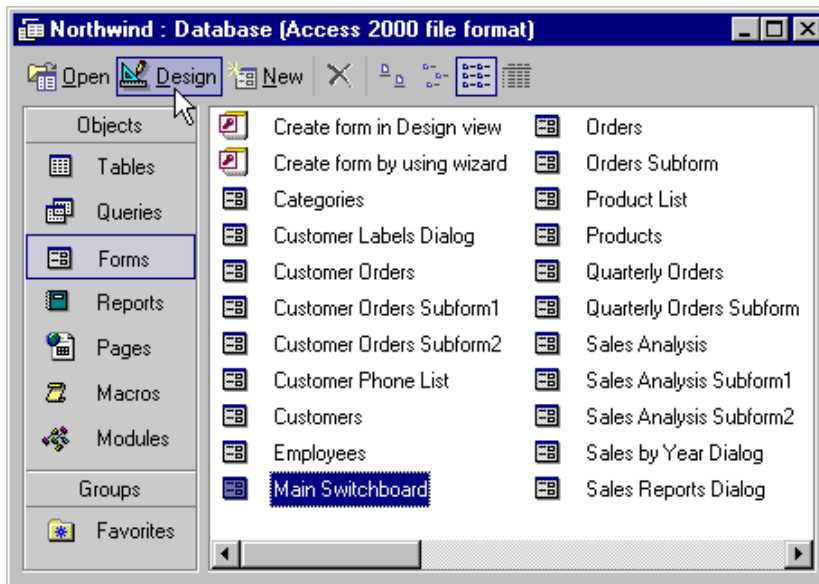 Northwind : Database (Access 2000 file format)
Open Design New
Objects
Tables
Queries
Forms
Reports
Pages
Macros
Modules
Groups
Favorites
Create form in Design view
Create form by using wizard
Categories
Customer Labels Dialog
Customer Orders
Customer Orders Subform1
Customer Orders Subform2
Customer Phone List
Customers
Employees
Main Switchboard
Orders
Orders Subform
Product List
Products
Quarterly Orders
Quarterly Orders Subform
Sales Analysis
Sales Analysis Subform1
Sales Analysis Subform2
Sales by Year Dialog
Sales Reports Dialog